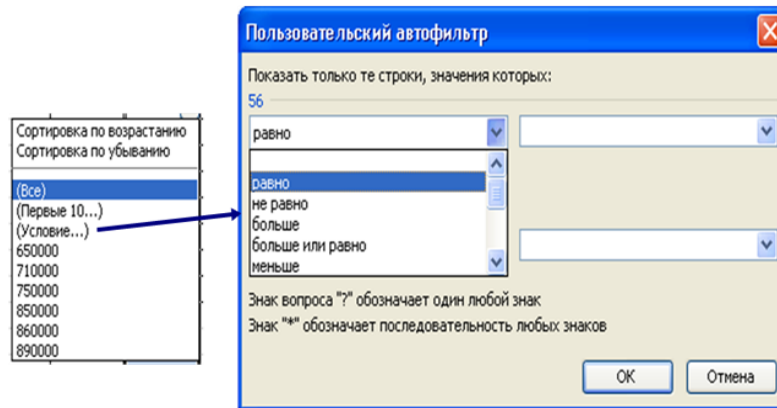 Сортировка по возрастанию
Сортировка по убыванию
(Все)
(Первые 10...)
(Условие...)
650000
710000
750000
850000
860000
890000
Пользовательский автофильтр
Показать только те строки, значения которых:
56
равно
равно
не равно
больше
больше или равно
меньше
Знак вопроса "?" обозначает один любой знак
Знак "*" обозначает последовательность любых знаков
ОК
Отмена